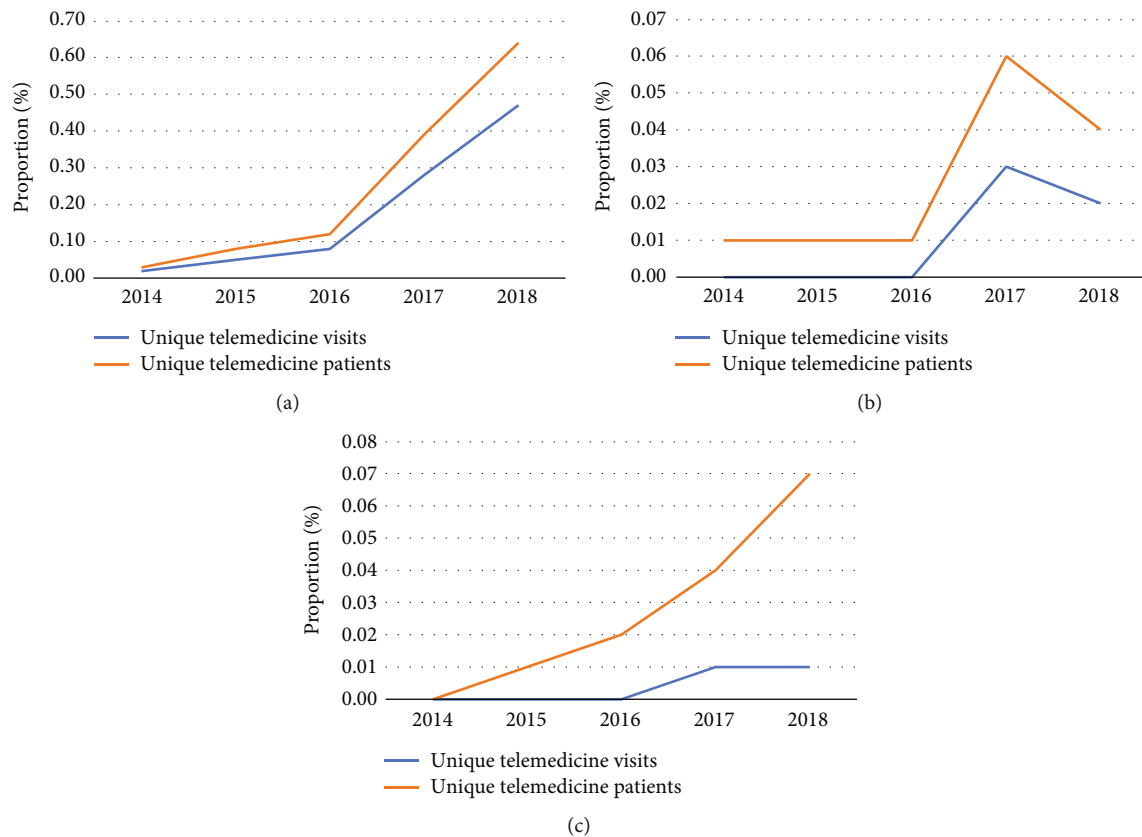 0.70
0.60
0.50
0.40
0.30
0.20
0.10
0.00
Proportion (%)
2014 2015 2016 2017 2018
Unique telemedicine visits
Unique telemedicine patients
(a)
0.07
0.06
0.05
0.04
0.03
0.02
0.01
0.00
Proportion (%)
2014 2015 2016 2017 2018
Unique telemedicine visits
Unique telemedicine patients
(b)
0.08
0.07
0.06
0.05
0.04
0.03
0.02
0.01
0.00
Proportion (%)
2014 2015 2016 2017 2018
Unique telemedicine visits
Unique telemedicine patients
(c)